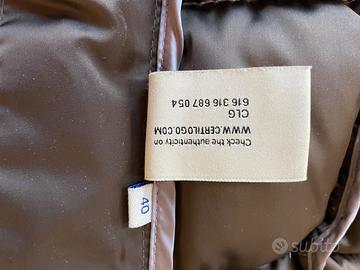 Check the authenticity on
WWW.CERTILOGO.COM
CLG
616 316 687 054
40
subito